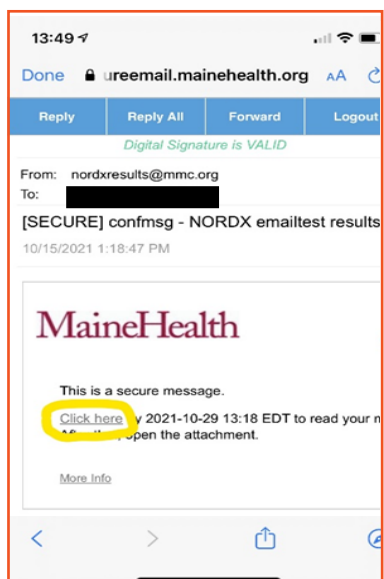 13:49
Done ureemail.mainehealth.org AA
Reply Reply All Forward Logout
Digital Signature is VALID
From: nordxresults@mmc.org
To:
[SECURE] confmsg - NORDX emailtest results
10/15/2021 1:18:47 PM
MaineHealth
This is a secure message.
Click here y 2021-10-29 13:18 EDT to read your m
open the attachment.
More Info